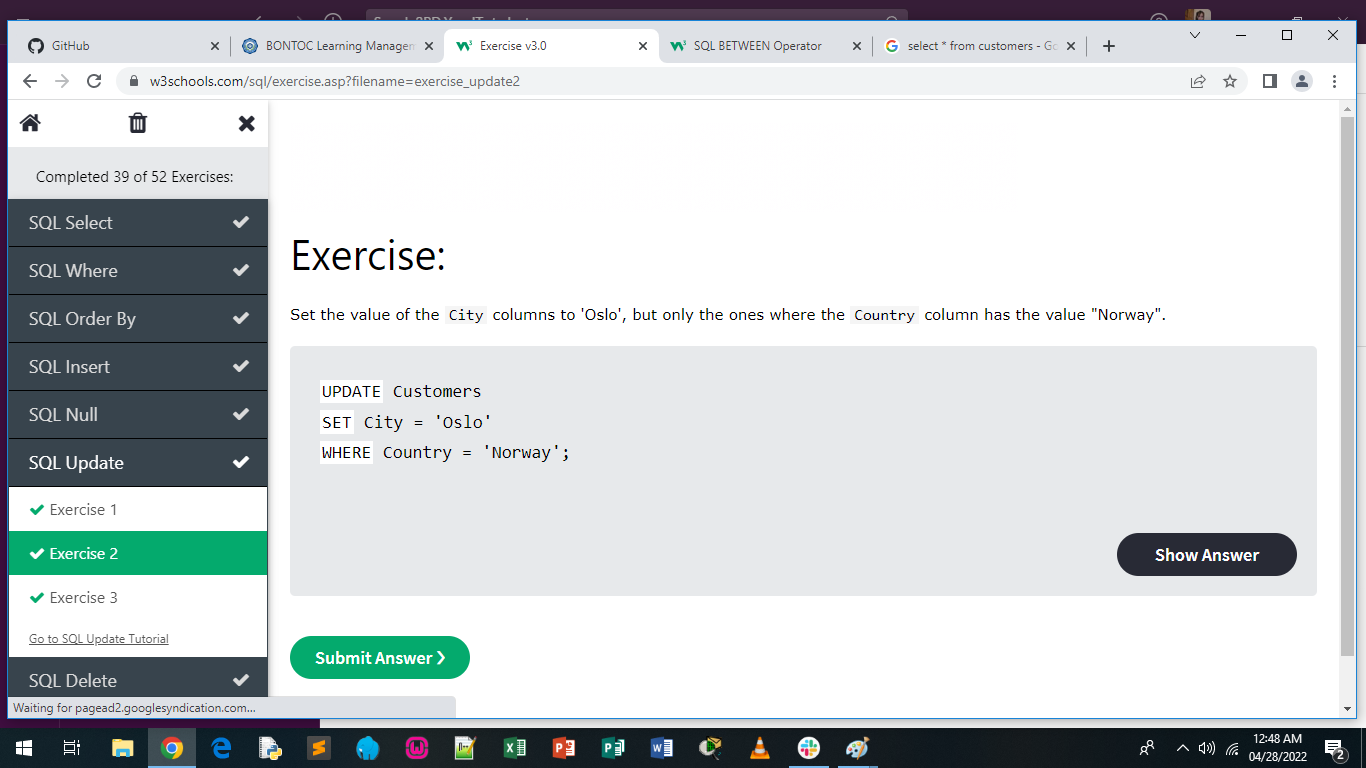 GitHub
BONTOC Learning Managem
Exercise v3.0
SQL BETWEEN Operator
select * from customers - Go
w3schools.com/sql/exercise.asp?filename=exercise_update2
Completed 39 of 52 Exercises:
SQL Select
SQL Where
SQL Order By
SQL Insert
SQL Null
SQL Update
Exercise 1
Exercise 2
Exercise 3
Go to SQL Update Tutorial
SQL Delete
Exercise:
Set the value of the City columns to 'Oslo', but only the ones where the Country column has the value "Norway".
UPDATE Customers
SET City = 'Oslo'
WHERE Country = 'Norway';
Show Answer
Submit Answer ❯
Waiting for pagead2.googlesyndication.com...
12:48 AM
04/28/2022
2